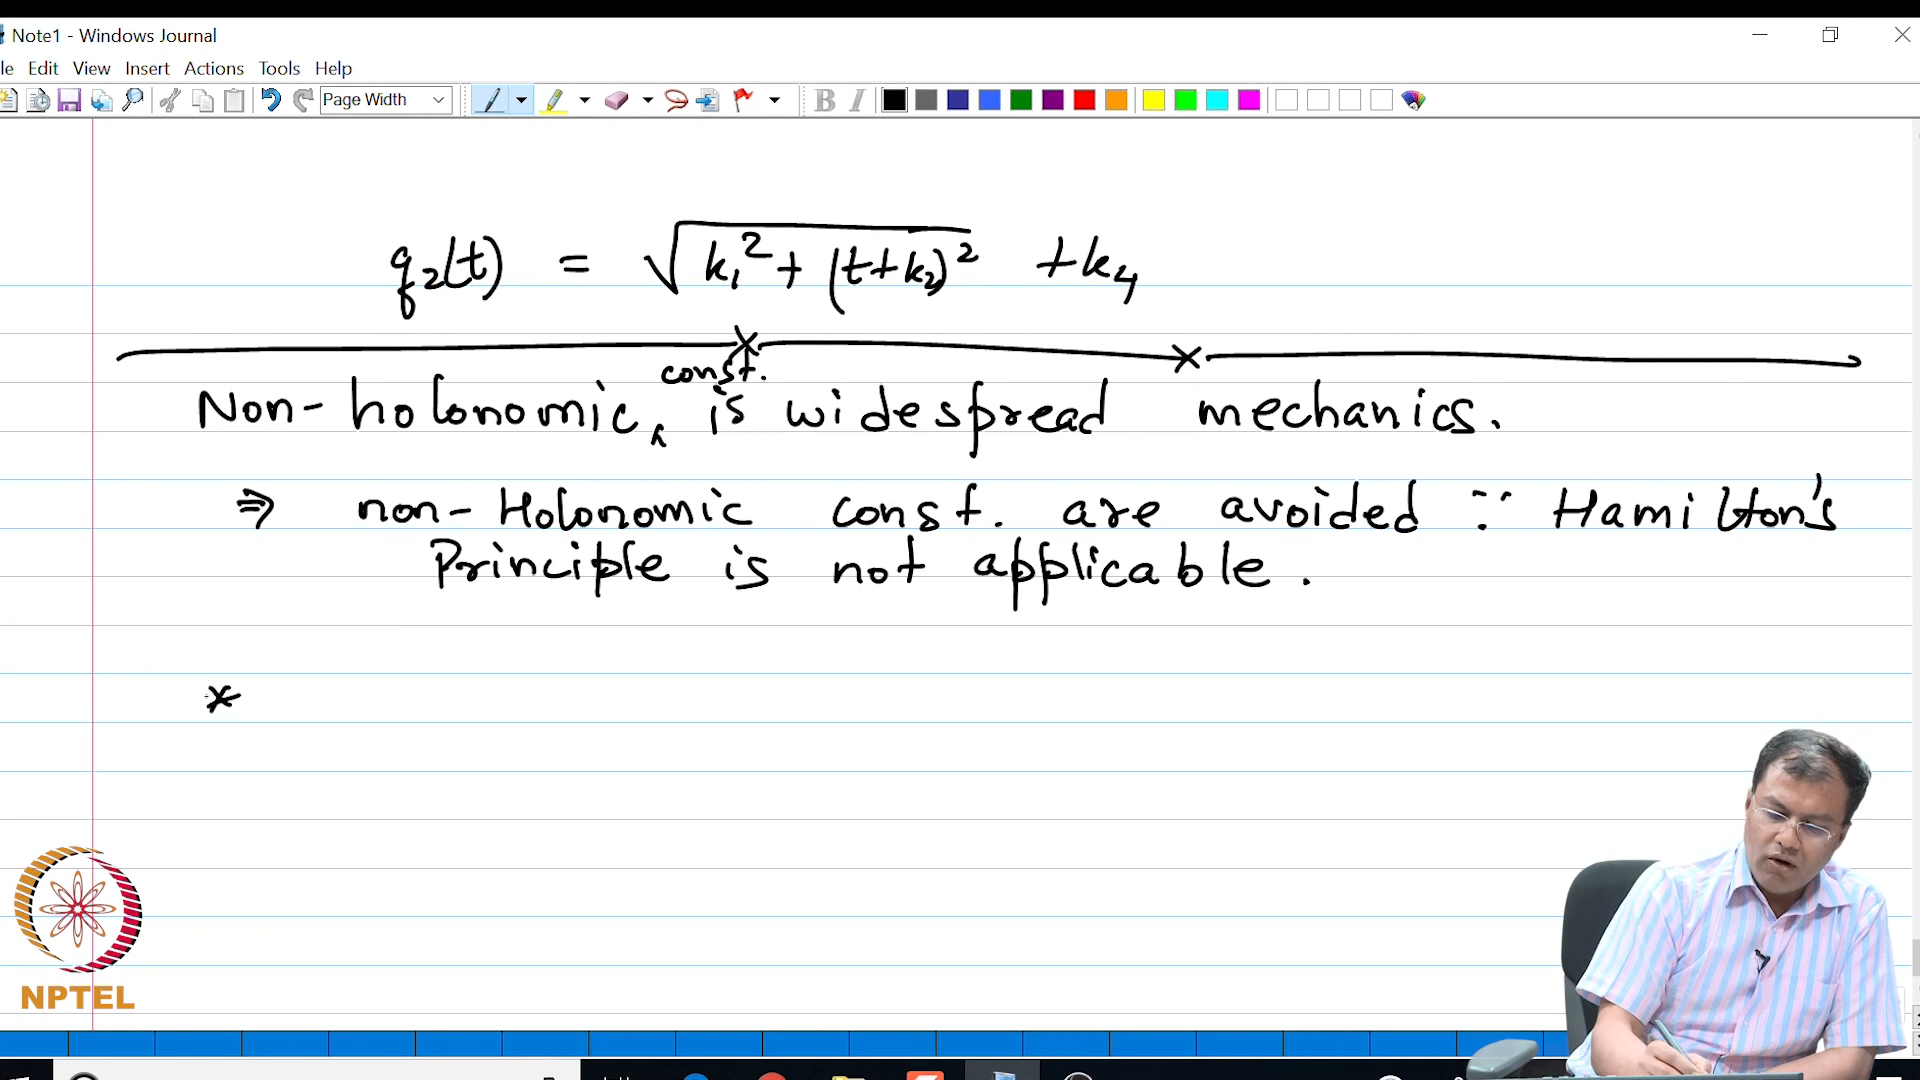 Note1 - Windows Journal
le Edit View Insert Actions Tools Help
Page Width B I
q₂(t) = √(k₁² + (t+k₂)²) + k₄
const.
Non-holonomic, is widespread mechanics.
⇒ non-Holonomic const. are avoided ∵ Hamilton's
Principle is not applicable.
*
NPTEL